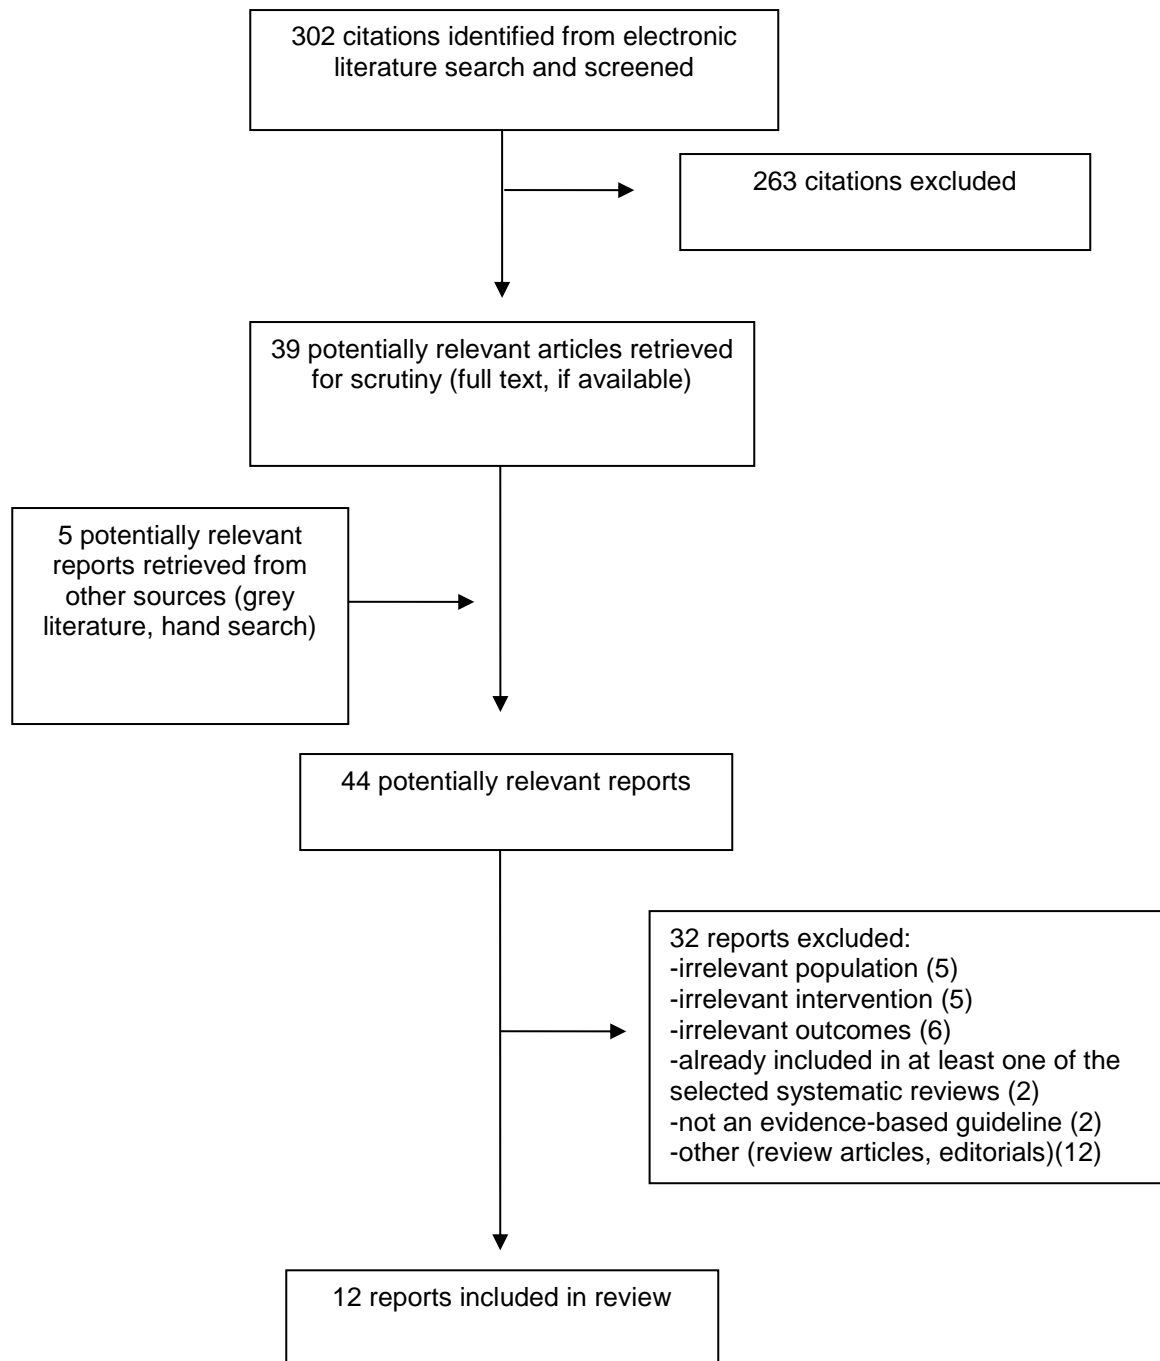 302 citations identified from electronic
literature search and screened
263 citations excluded
39 potentially relevant articles retrieved
for scrutiny (full text, if available)
5 potentially relevant
reports retrieved from
other sources (grey
literature, hand search)
44 potentially relevant reports
32 reports excluded:
-irrelevant population (5)
-irrelevant intervention (5)
-irrelevant outcomes (6)
-already included in at least one of the
selected systematic reviews (2)
-not an evidence-based guideline (2)
-other (review articles, editorials)(12)
12 reports included in review